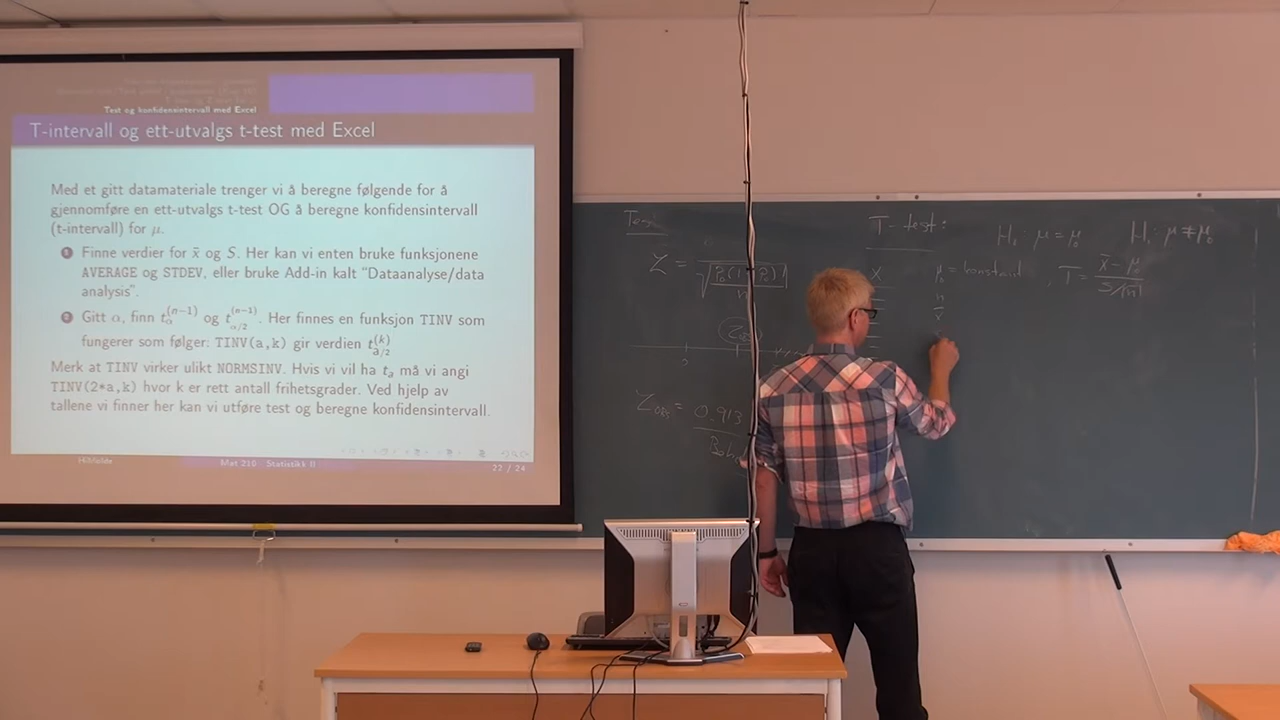 Test og konfidensintervall med Excel
T-intervall og ett-utvalgs t-test med Excel
Med et gitt datamateriale trenger vi å beregne følgende for å
gjennomføre en ett-utvalgs t-test OG å beregne konfidensintervall
(t-intervall) for μ.
1 Finne verdier for x̄ og S. Her kan vi enten bruke funksjonene
AVERAGE og STDEV, eller bruke Add-in kalt "Dataanalyse/data
analysis".
2 Gitt α, finn t_α^(n−1) og t_α/2^(n−1). Her finnes en funksjon TINV som
fungerer som følger: TINV(a,k) gir verdien t_a/2^(k)
Merk at TINV virker ulikt NORMSINV. Hvis vi vil ha t_a må vi angi
TINV(2*a,k) hvor k er rett antall frihetsgrader. Ved hjelp av
tallene vi finner her kan vi utføre test og beregne konfidensintervall.
Mat 210 Statistikk II
22 / 24
T-test:
H₀: μ = μ₀
H₁: μ ≠ μ₀
X
μ₀ = konstant, T = (x̄ − μ₀) / (S/√n)
n
x̄
Z =
Z_OBS = 0.913